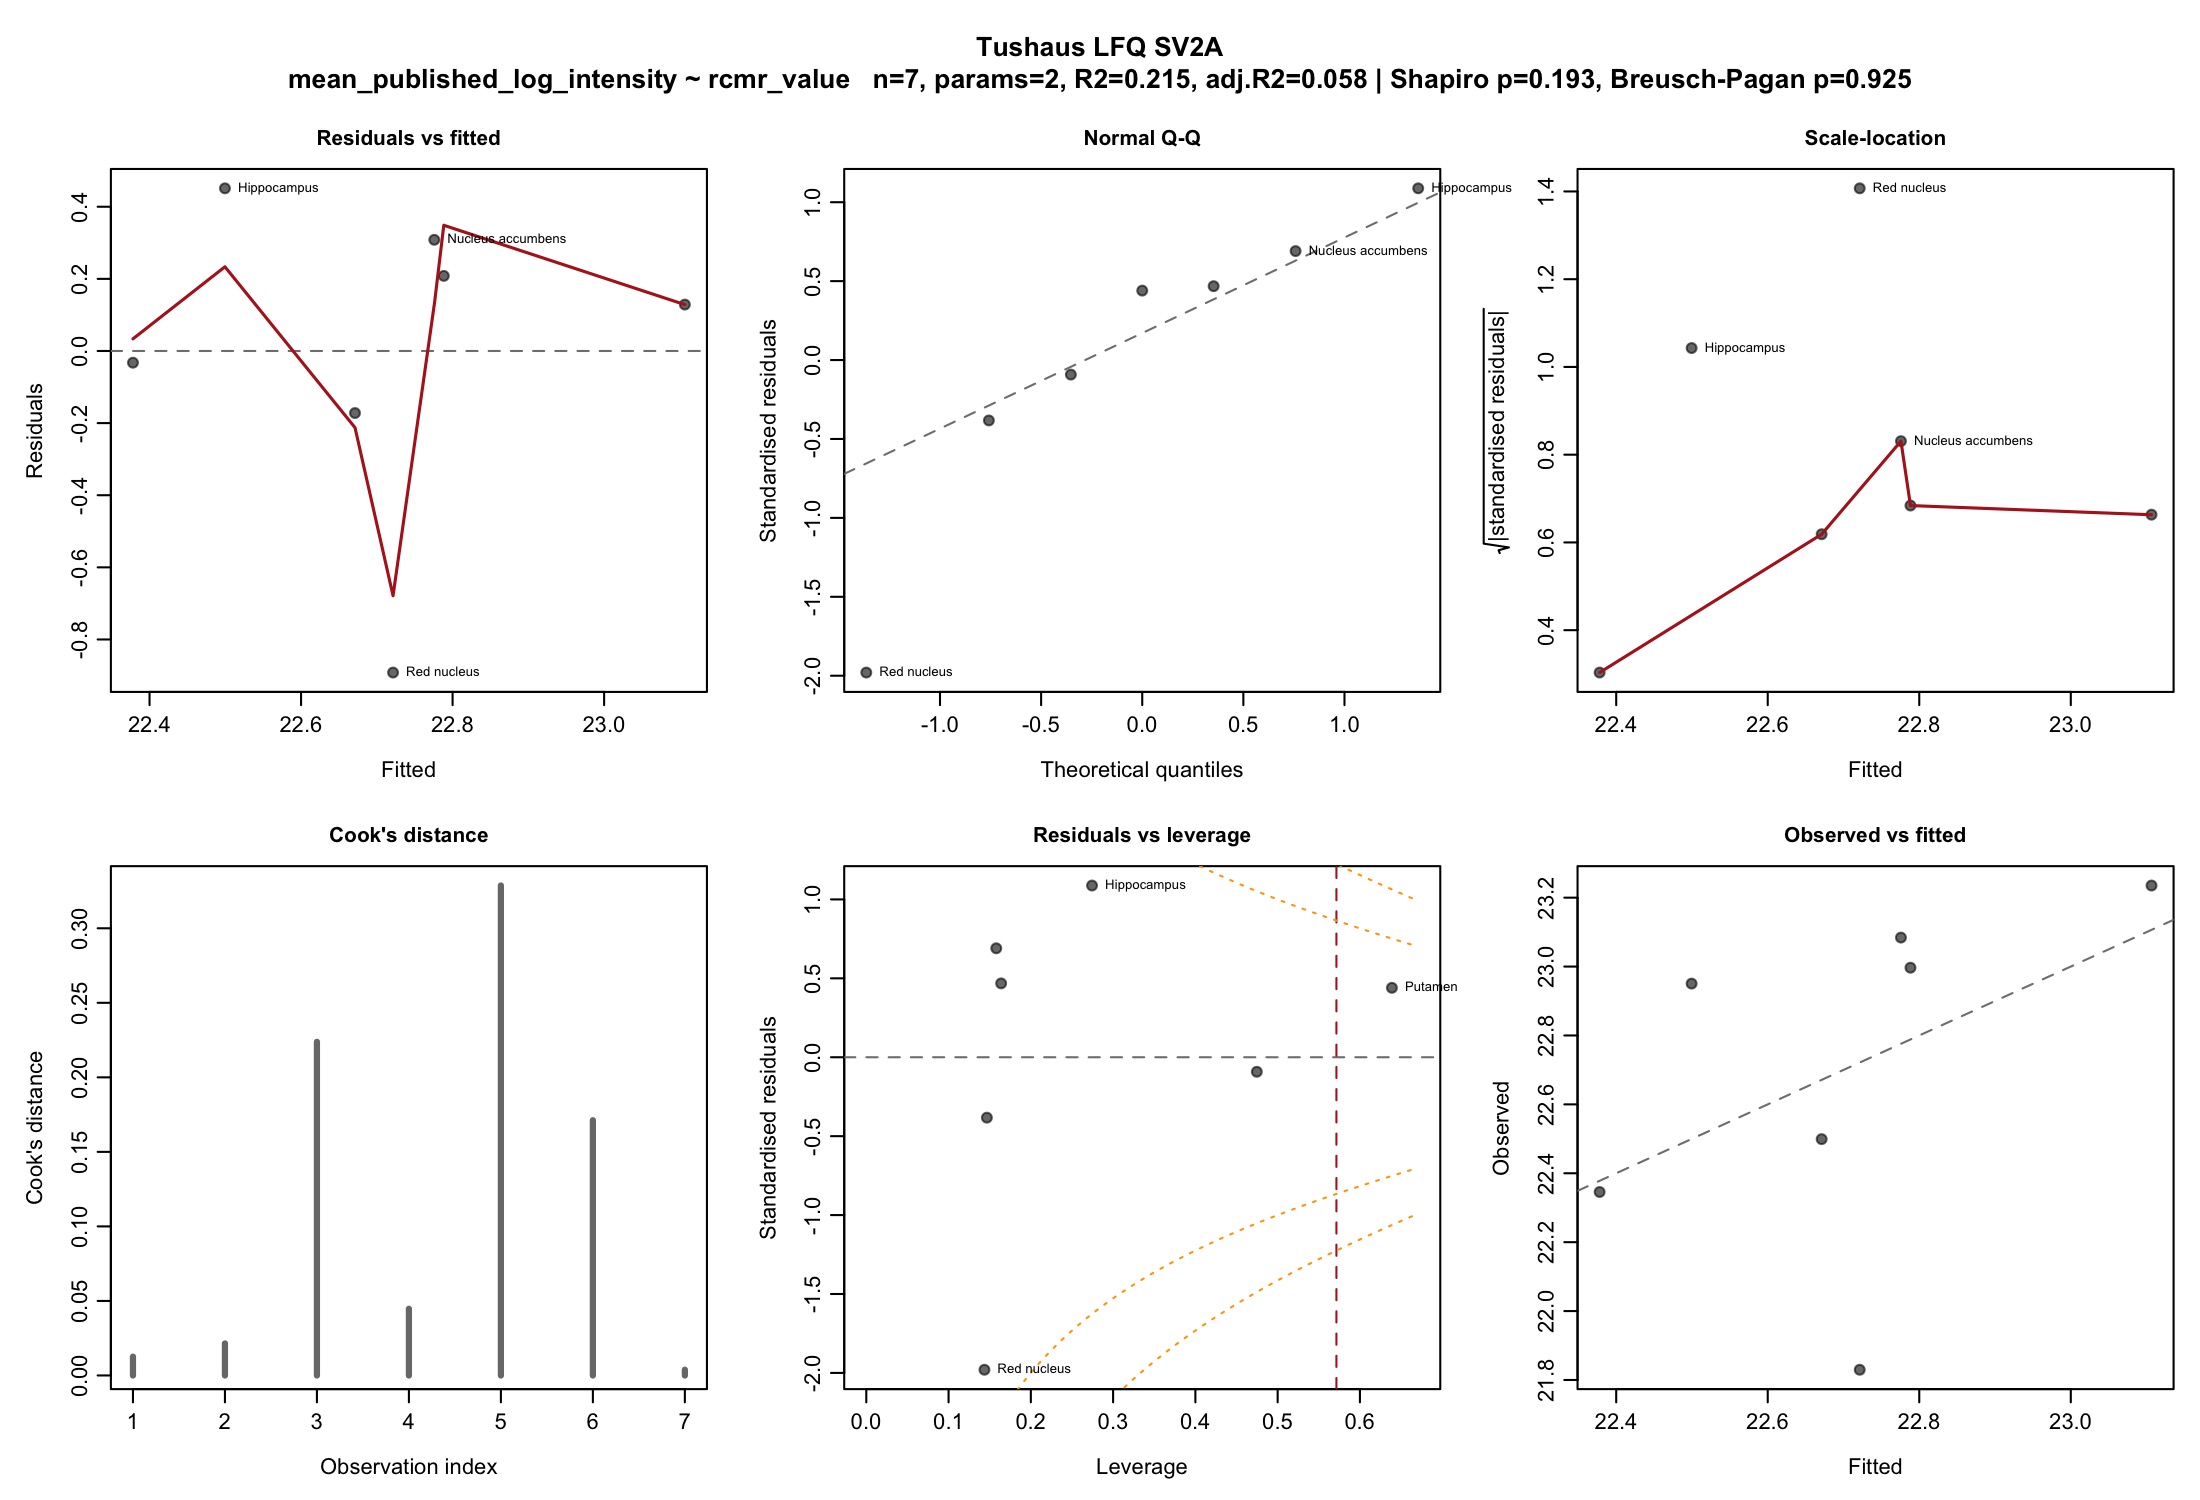 Tushaus LFQ SV2A
mean_published_log_intensity ~ rcmr_value   n=7, params=2, R2=0.215, adj.R2=0.058 | Shapiro p=0.193, Breusch-Pagan p=0.925
Residuals vs fitted
Residuals
0.4
0.2
0.0
-0.2
-0.4
-0.6
-0.8
Hippocampus
Nucleus accumbens
Red nucleus
22.4 22.6 22.8 23.0
Fitted
Normal Q-Q
Standardised residuals
1.0
0.5
0.0
-0.5
-1.0
-1.5
-2.0
Hippocampus
Nucleus accumbens
Red nucleus
-1.0 -0.5 0.0 0.5 1.0
Theoretical quantiles
Scale-location
√|standardised residuals|
1.4
1.2
1.0
0.8
0.6
0.4
Red nucleus
Hippocampus
Nucleus accumbens
22.4 22.6 22.8 23.0
Fitted
Cook's distance
Cook's distance
0.30
0.25
0.20
0.15
0.10
0.05
0.00
1 2 3 4 5 6 7
Observation index
Residuals vs leverage
Standardised residuals
1.0
0.5
0.0
-0.5
-1.0
-1.5
-2.0
Hippocampus
Putamen
Red nucleus
0.0 0.1 0.2 0.3 0.4 0.5 0.6
Leverage
Observed vs fitted
Observed
23.2
23.0
22.8
22.6
22.4
22.2
22.0
21.8
22.4 22.6 22.8 23.0
Fitted